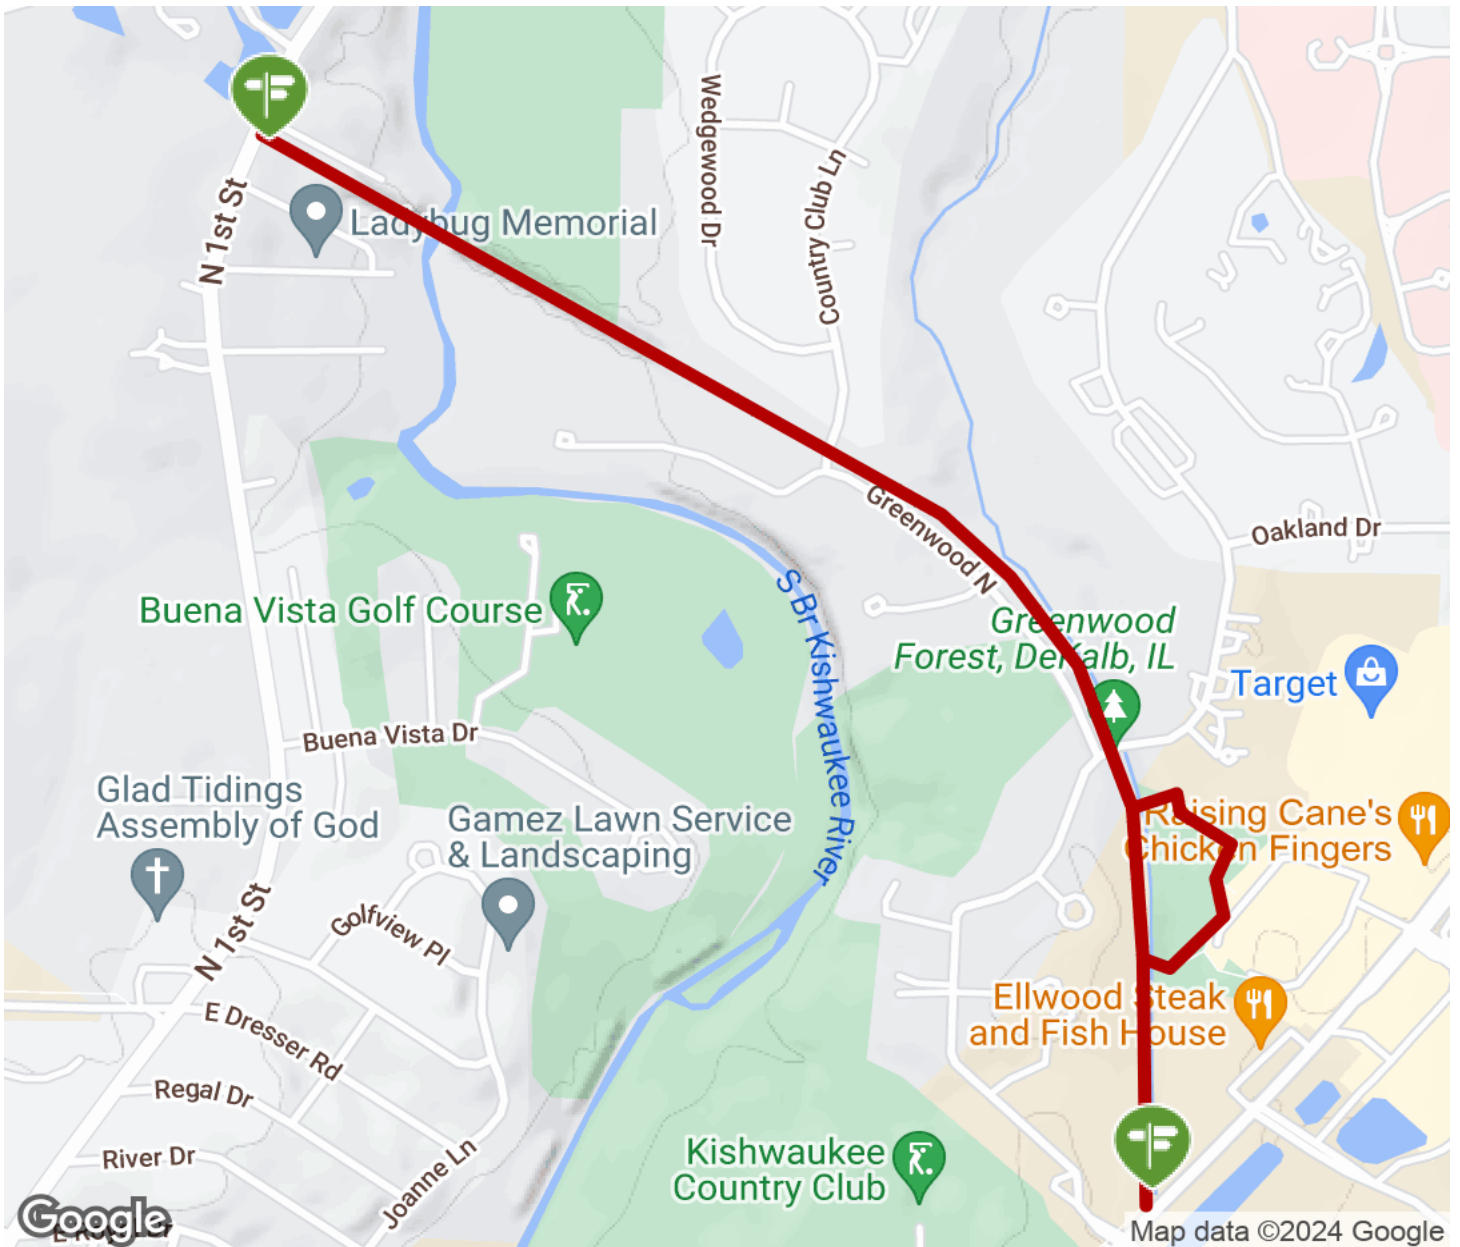 Wedgewood Dr
Country Club Ln
N 1st St
Ladybug Memorial
Greenwood N
Oakland Dr
Buena Vista Golf Course
S Br Kishwaukee River
Greenwood
Forest, DeKalb, IL
Target
Buena Vista Dr
Glad Tidings
Assembly of God
Gamez Lawn Service
& Landscaping
Raising Cane's
Chicken Fingers
N 1st St
Golfview Pl
E Dresser Rd
Ellwood Steak
and Fish House
Regal Dr
River Dr
Joanne Ln
Kishwaukee
Country Club
Google
Map data ©2024 Google